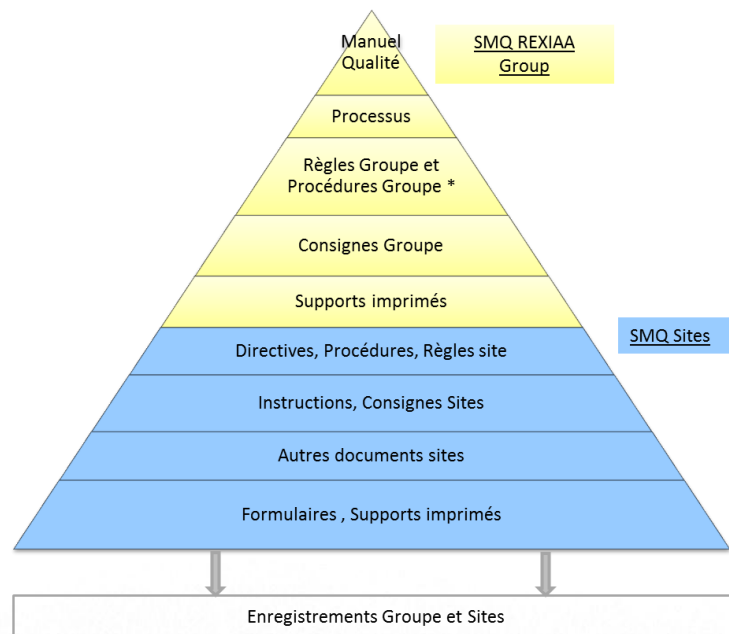 Manuel
Qualité
SMQ REXIAA
Group
Processus
Règles Groupe et
Procédures Groupe *
Consignes Groupe
Supports imprimés
SMQ Sites
Directives, Procédures, Règles site
Instructions, Consignes Sites
Autres documents sites
Formulaires , Supports imprimés
Enregistrements Groupe et Sites